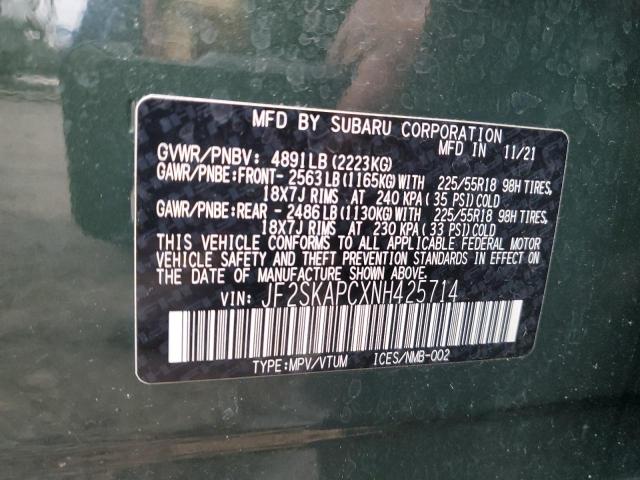 MFD BY SUBARU CORPORATION
MFD IN 11/21
GVWR/PNBV: 4891LB(2223KG)
GAWR/PNBE:FRONT- 2563LB(1165KG)WITH 225/55R18 98H TIRES,
18X7J RIMS AT 240 KPA( 35 PSI)COLD
GAWR/PNBE:REAR - 2486LB(1130KG)WITH 225/55R18 98H TIRES,
18X7J RIMS AT 230 KPA( 33 PSI)COLD
THIS VEHICLE CONFORMS TO ALL APPLICABLE FEDERAL MOTOR
VEHICLE SAFETY AND THEFT PREVENTION STANDARDS IN EFFECT
ON THE DATE OF MANUFACTURE SHOWN ABOVE.
VIN: JF2SKAPCXNH425714
TYPE:MPV/VTUM ICES/NMB-002